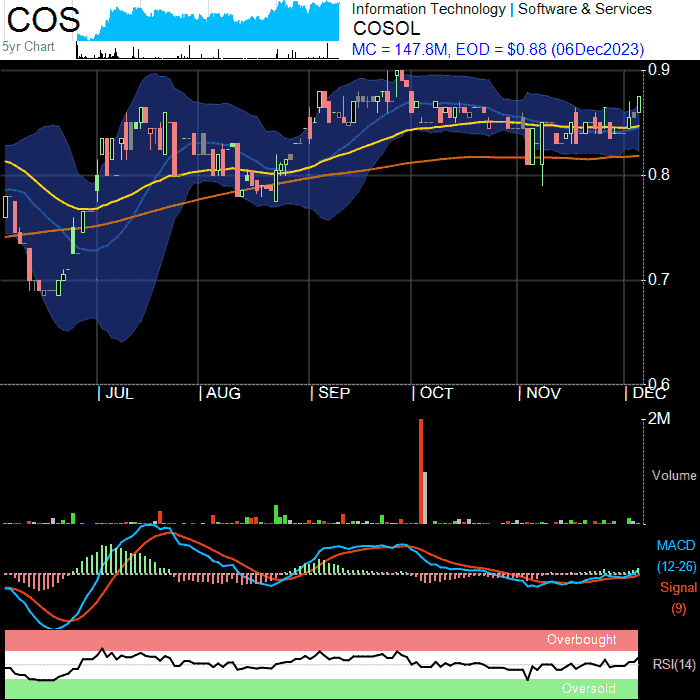 COS
5yr Chart
Information Technology | Software & Services
COSOL
MC = 147.8M, EOD = $0.88 (06Dec2023)
0.9
0.8
0.7
0.6
| JUL | AUG | SEP | OCT | NOV | DEC
2M
Volume
MACD
(12-26)
Signal
(9)
Overbought
RSI(14)
Oversold